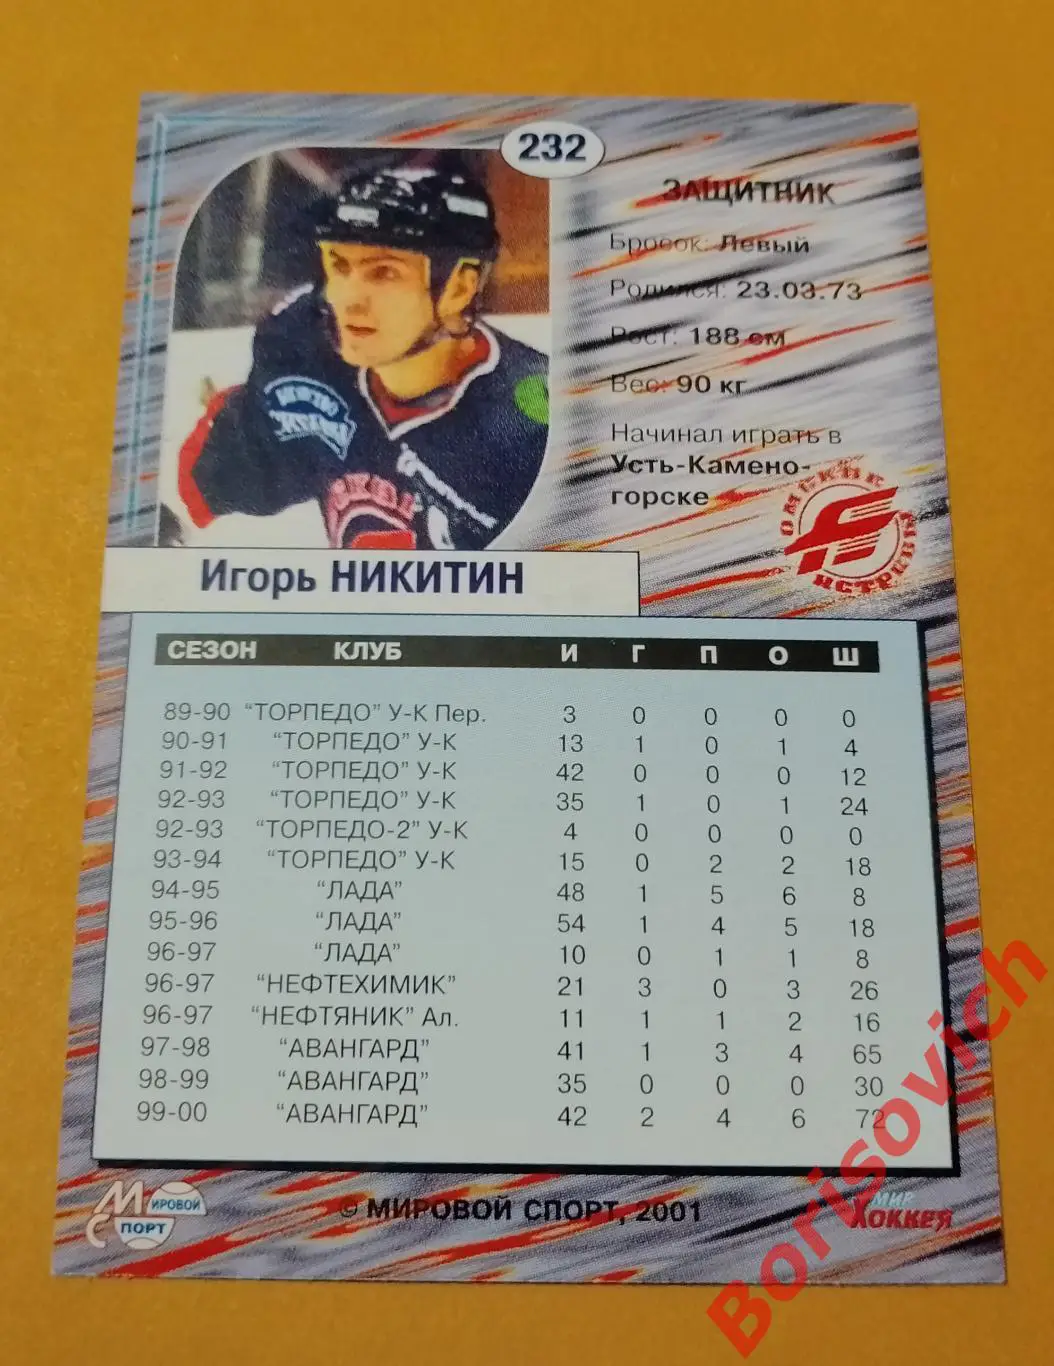 232
ЗАЩИТНИК
Бросок: Левый
Родился: 23.03.73
Рост: 188 см
Вес: 90 кг
Начинал играть в
Усть-Камено-
горске
ОМСКИЕ
ЯСТРЕБЫ
Игорь НИКИТИН
СЕЗОН КЛУБ И Г П О Ш
89-90 "ТОРПЕДО" У-К Пер. 3 0 0 0 0
90-91 "ТОРПЕДО" У-К 13 1 0 1 4
91-92 "ТОРПЕДО" У-К 42 0 0 0 12
92-93 "ТОРПЕДО" У-К 35 1 0 1 24
92-93 "ТОРПЕДО-2" У-К 4 0 0 0 0
93-94 "ТОРПЕДО" У-К 15 0 2 2 18
94-95 "ЛАДА" 48 1 5 6 8
95-96 "ЛАДА" 54 1 4 5 18
96-97 "ЛАДА" 10 0 1 1 8
96-97 "НЕФТЕХИМИК" 21 3 0 3 26
96-97 "НЕФТЯНИК" Ал. 11 1 1 2 16
97-98 "АВАНГАРД" 41 1 3 4 65
98-99 "АВАНГАРД" 35 0 0 0 30
99-00 "АВАНГАРД" 42 2 4 6 72
МИРОВОЙ
СПОРТ
© МИРОВОЙ СПОРТ, 2001
МИР
ХОККЕЯ
Borisovich